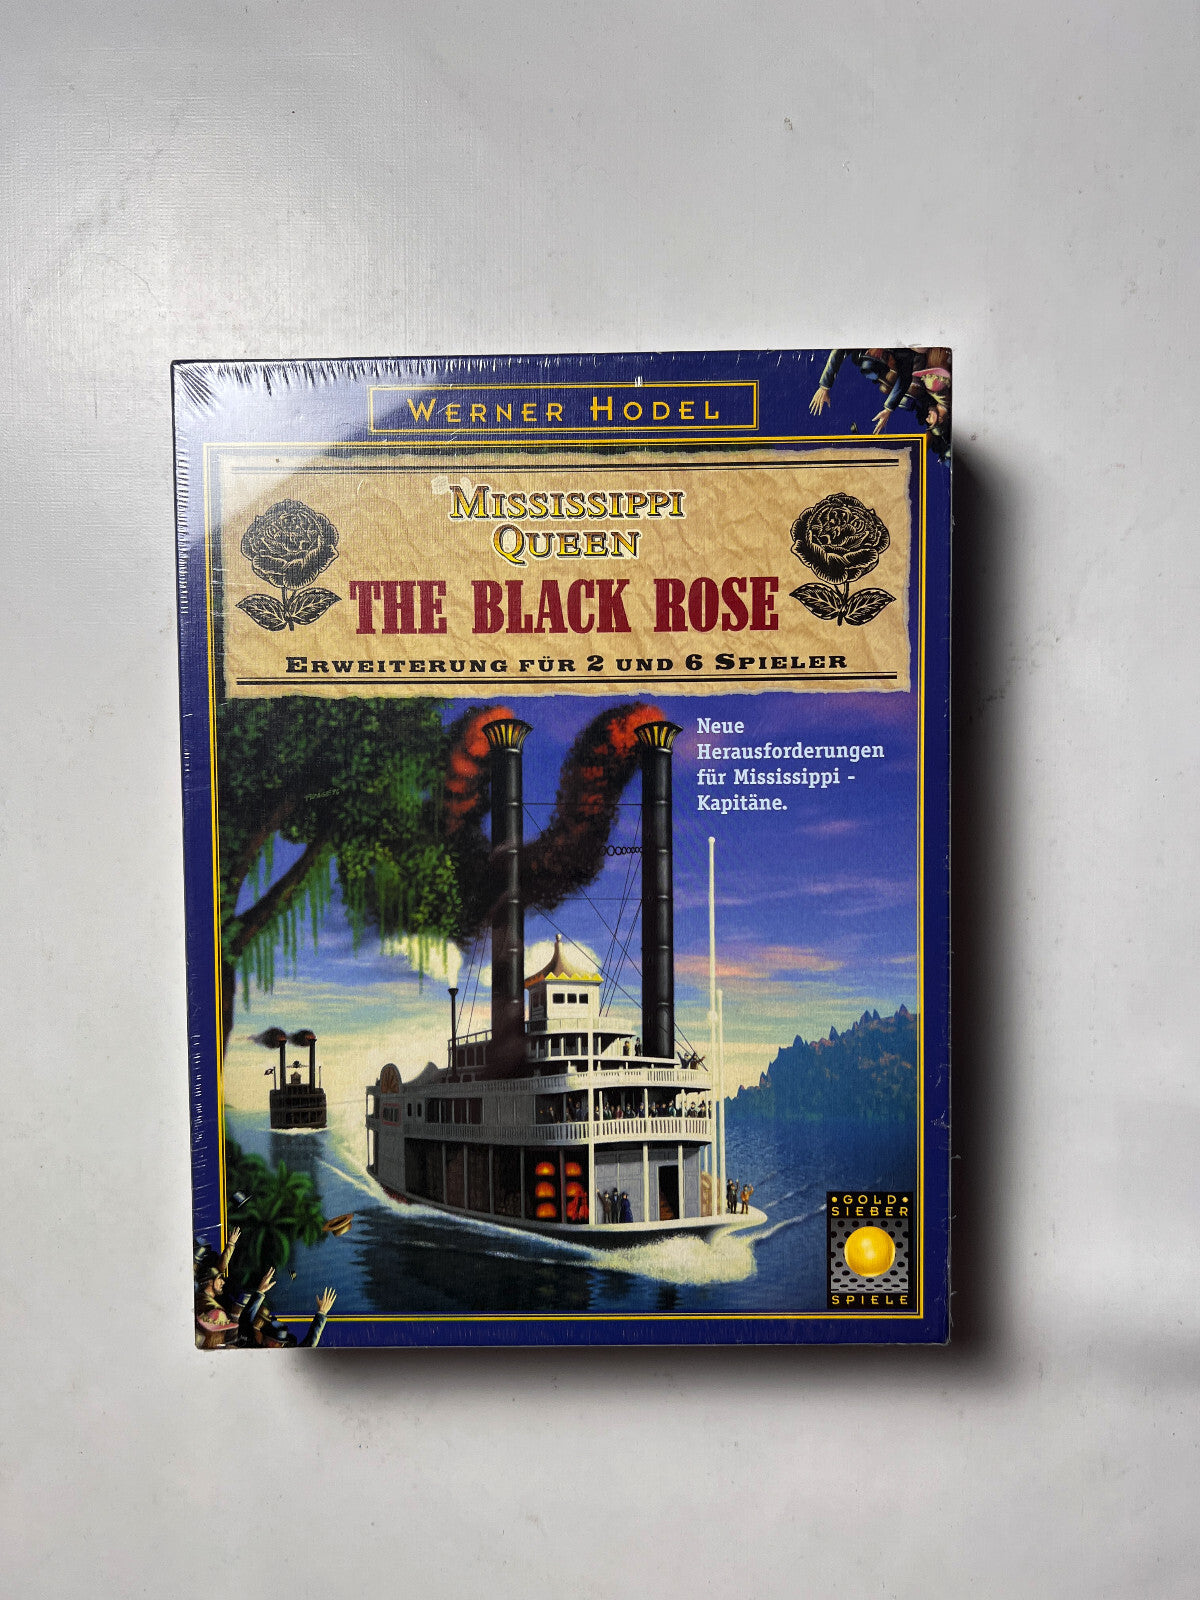 WERNER HODEL
MISSISSIPPI
QUEEN
THE BLACK ROSE
ERWEITERUNG FÜR 2 UND 6 SPIELER
Neue
Herausforderungen
für Mississippi -
Kapitäne.
• GOLD •
SIEBER
SPIELE